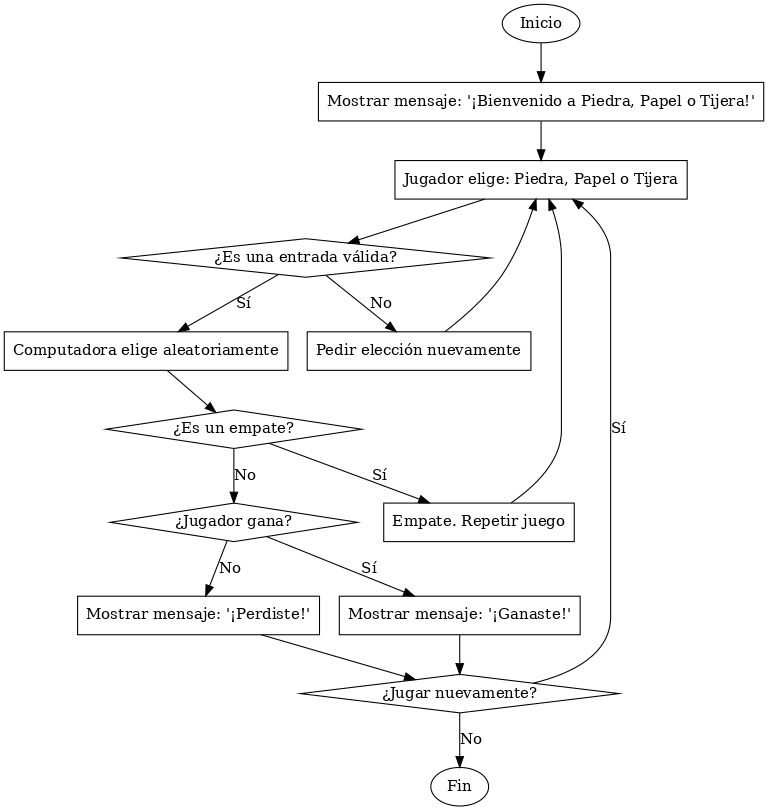 Inicio
Mostrar mensaje: '¡Bienvenido a Piedra, Papel o Tijera!'
Jugador elige: Piedra, Papel o Tijera
¿Es una entrada válida?
Sí
No
Computadora elige aleatoriamente
Pedir elección nuevamente
¿Es un empate?
Sí
No
Sí
¿Jugador gana?
Empate. Repetir juego
No
Sí
Mostrar mensaje: '¡Perdiste!'
Mostrar mensaje: '¡Ganaste!'
¿Jugar nuevamente?
No
Fin